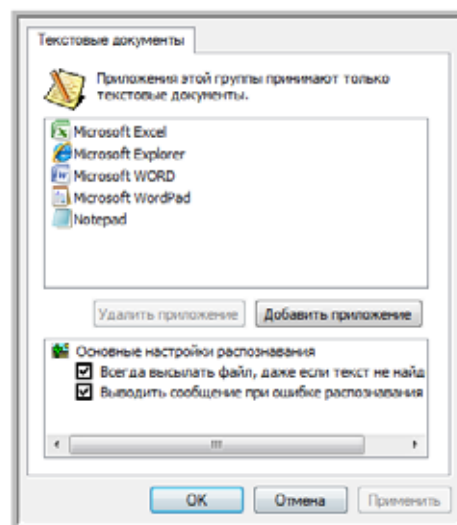 Текстовые документы
Приложения этой группы принимают только
текстовые документы.
Microsoft Excel
Microsoft Explorer
Microsoft WORD
Microsoft WordPad
Notepad
Удалить приложение Добавить приложение
Основные настройки распознавания
Всегда высылать файл, даже если текст не найд
Выводить сообщение при ошибке распознавания
OK Отмена Применить